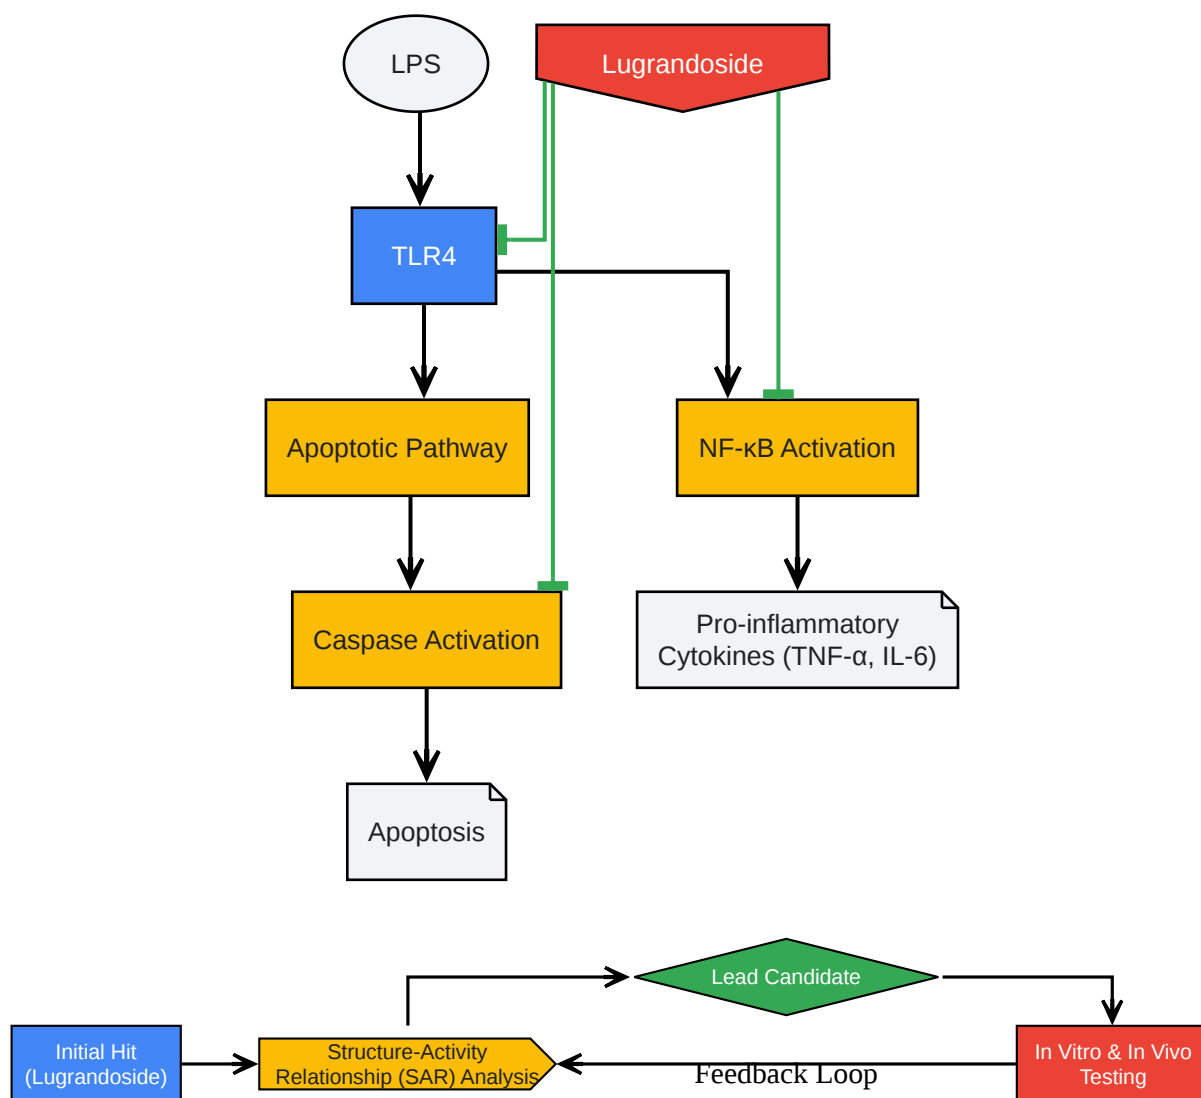 LPS
Lugrandoside
TLR4
Apoptotic Pathway
NF-κB Activation
Caspase Activation
Pro-inflammatory
Cytokines (TNF-α, IL-6)
Apoptosis
Lead Candidate
Initial Hit
(Lugrandoside)
Structure-Activity
Relationship (SAR) Analysis
Feedback Loop
In Vitro & In Vivo
Testing